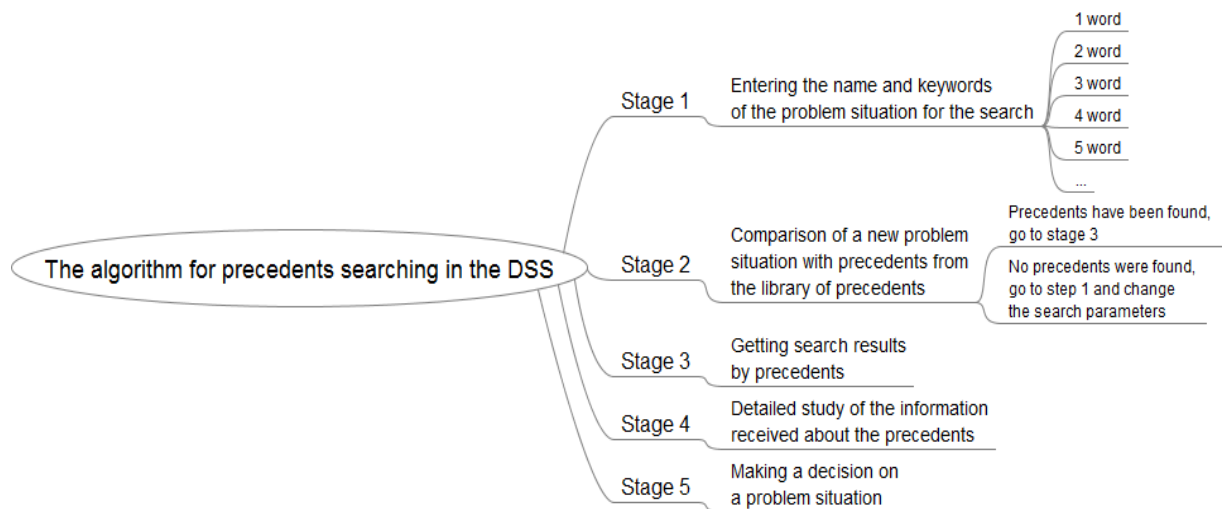 The algorithm for precedents searching in the DSS
Stage 1
Entering the name and keywords
of the problem situation for the search
1 word
2 word
3 word
4 word
5 word
...
Stage 2
Comparison of a new problem
situation with precedents from
the library of precedents
Precedents have been found,
go to stage 3
No precedents were found,
go to step 1 and change
the search parameters
Stage 3
Getting search results
by precedents
Stage 4
Detailed study of the information
received about the precedents
Stage 5
Making a decision on
a problem situation